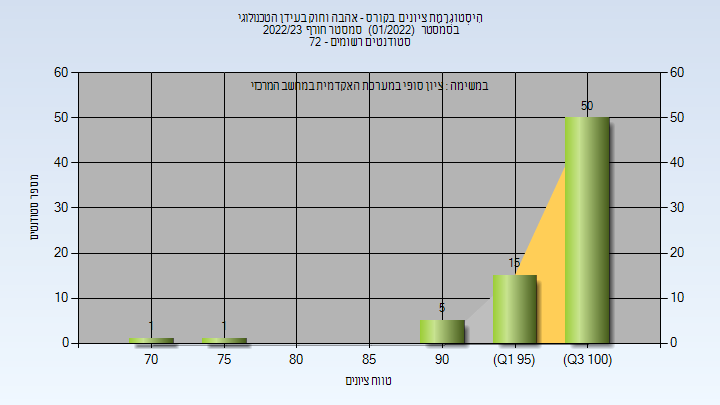 היסטוגרמת ציונים בקורס - אהבה וחוק בעידן הטכנולוגי
בסמסטר (01/2022) סמסטר חורף 2022/23
סטודנטים רשומים - 72
במשימה : ציון סופי במערכת האקדמית במחשב המרכזי
60 60
50 50
40 40
30 30
20 20
10 10
0 0
1 1 5 15 50
מספר סטודנטים
70 75 80 85 90 (Q1 95) (Q3 100)
טווח ציונים